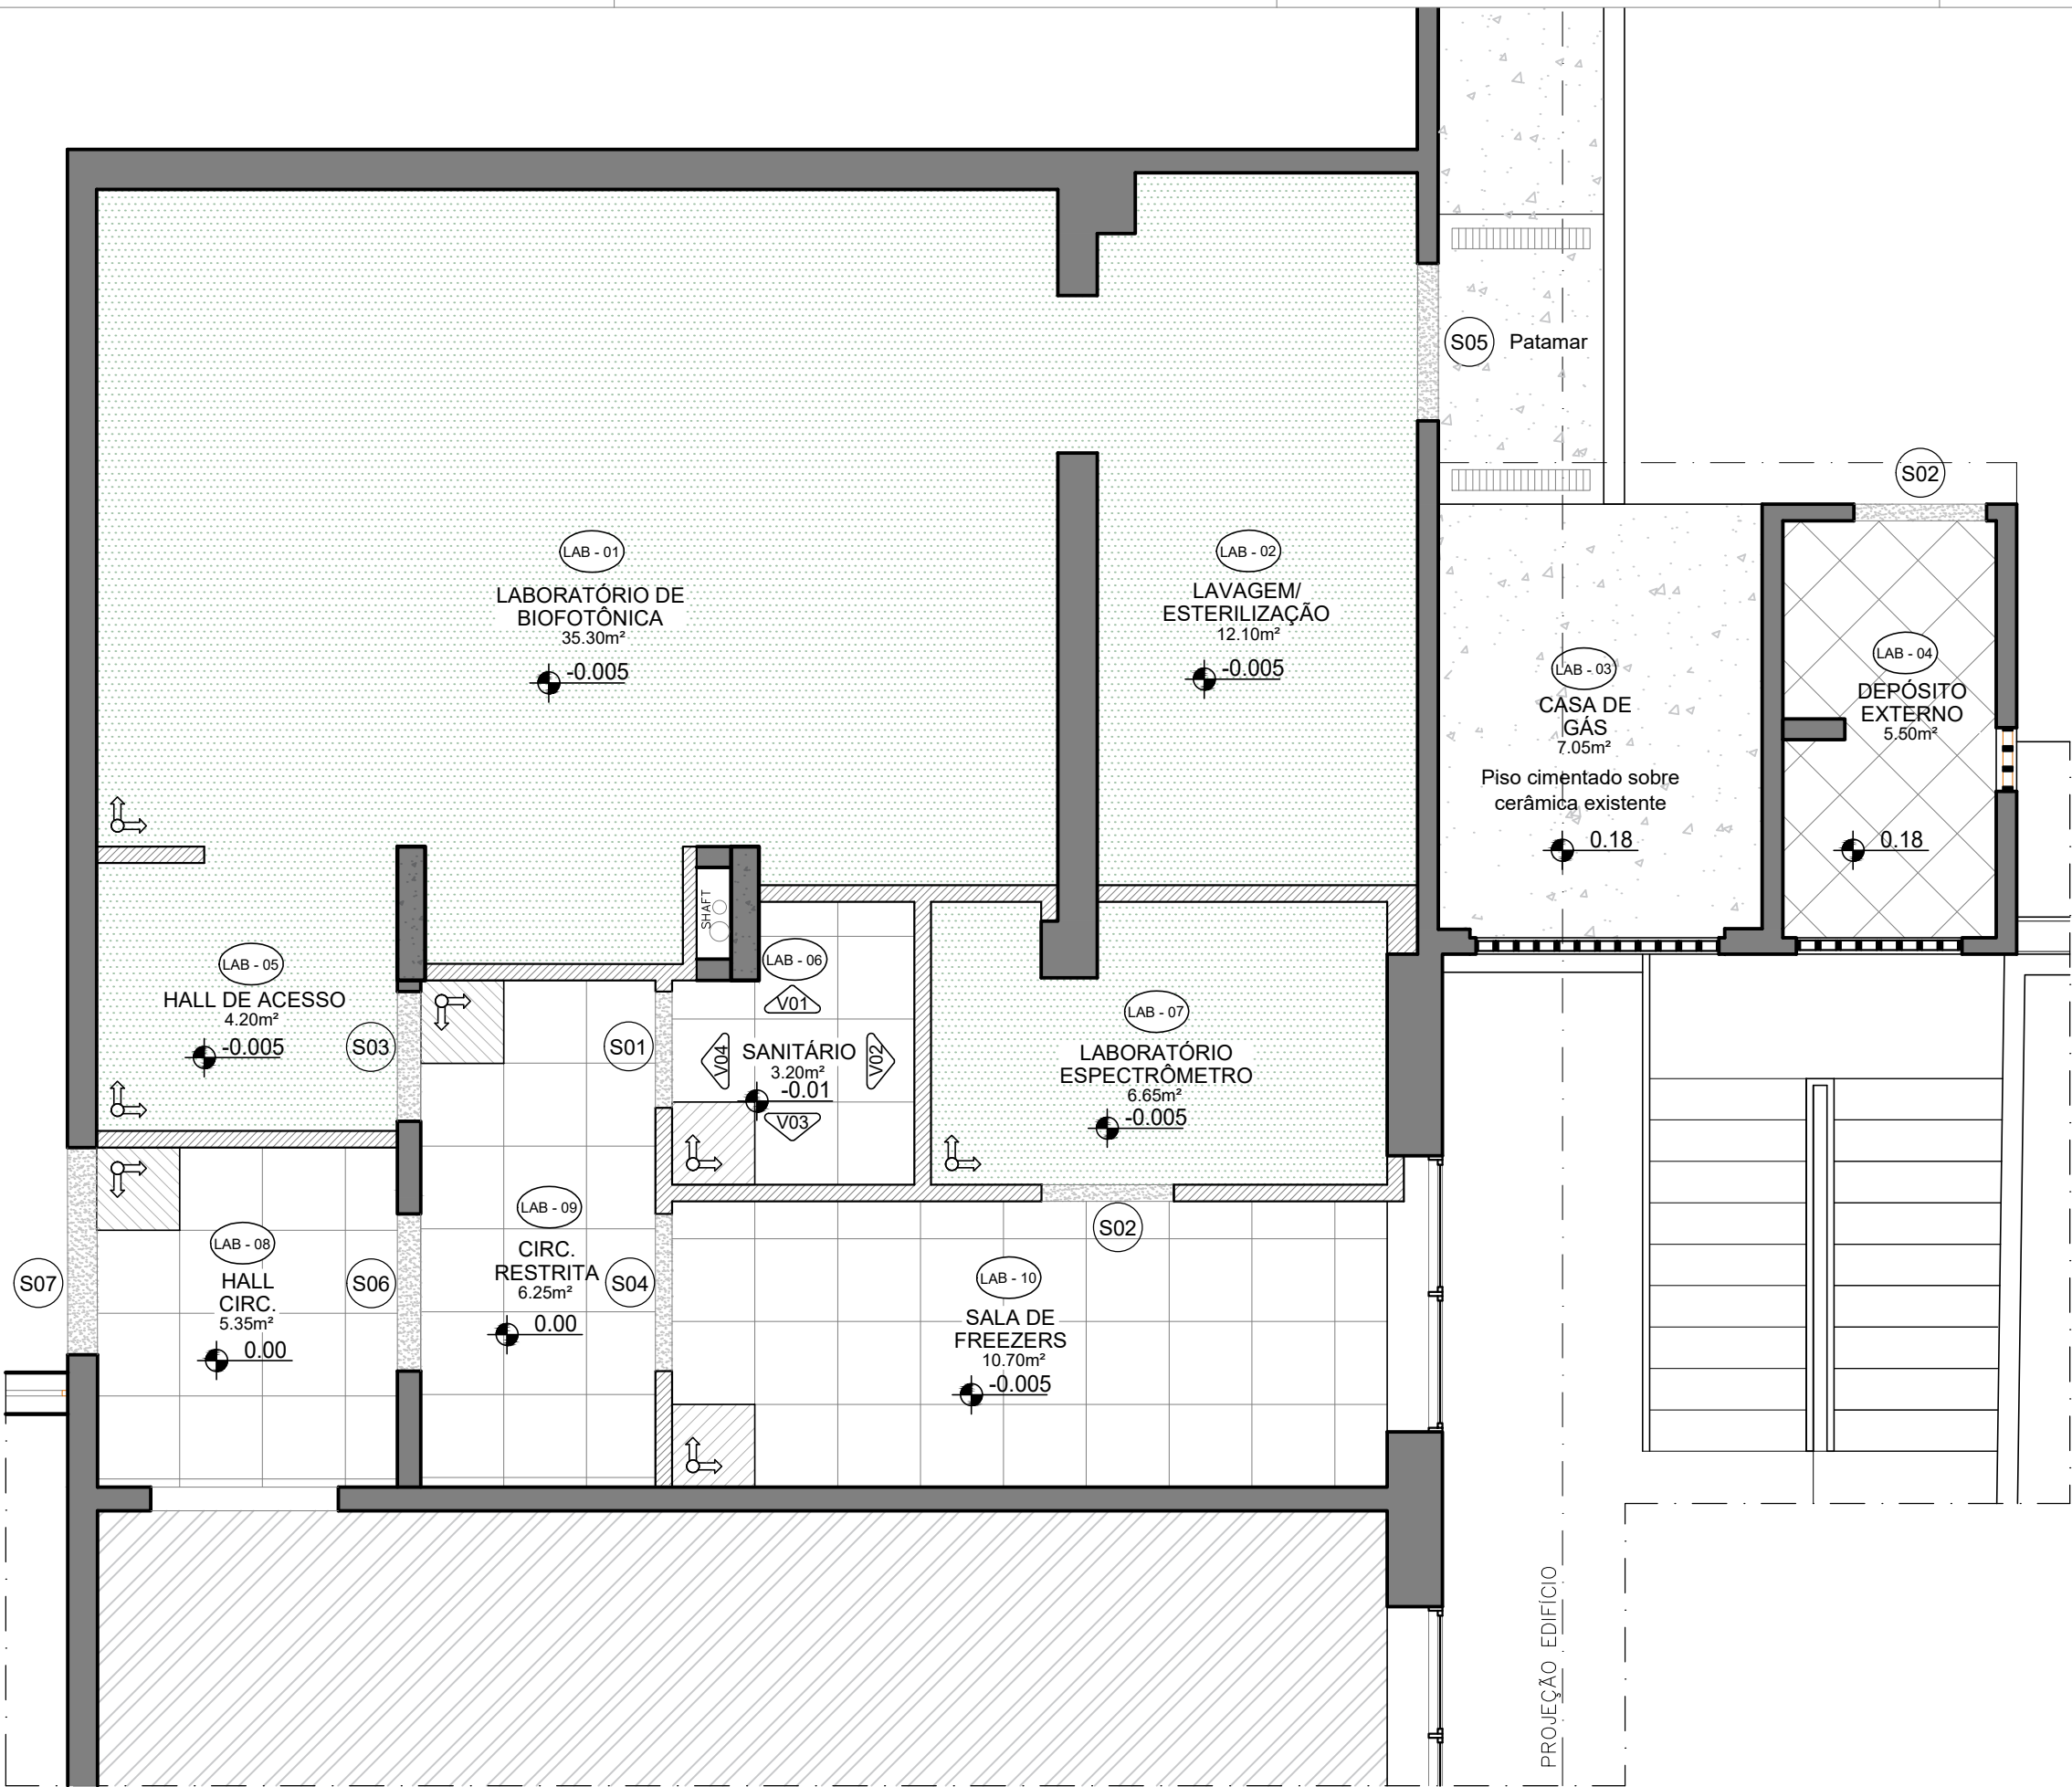 S05 Patamar
S02
LAB - 01
LABORATÓRIO DE
BIOFOTÔNICA
35.30m²
-0.005
LAB - 02
LAVAGEM/
ESTERILIZAÇÃO
12.10m²
-0.005
LAB - 03
CASA DE
GÁS
7.05m²
Piso cimentado sobre
cerâmica existente
0.18
LAB - 04
DEPÓSITO
EXTERNO
5.50m²
0.18
LAB - 05
HALL DE ACESSO
4.20m²
-0.005
S03
S01
SHAFT
LAB - 06
V01
V04
SANITÁRIO
V02
3.20m²
-0.01
V03
LAB - 07
LABORATÓRIO
ESPECTRÔMETRO
6.65m²
-0.005
S02
S07
LAB - 08
HALL
CIRC.
5.35m²
0.00
S06
LAB - 09
CIRC.
RESTRITA
6.25m²
0.00
S04
LAB - 10
SALA DE
FREEZERS
10.70m²
-0.005
PROJEÇÃO EDIFÍCIO